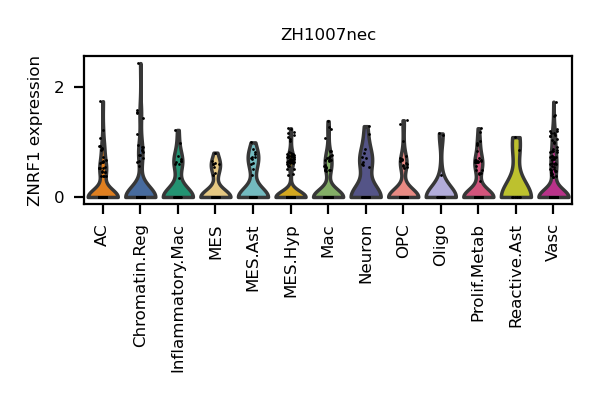 ZH1007nec
ZNRF1 expression
2
0
AC
Chromatin.Reg
Inflammatory.Mac
MES
MES.Ast
MES.Hyp
Mac
Neuron
OPC
Oligo
Prolif.Metab
Reactive.Ast
Vasc